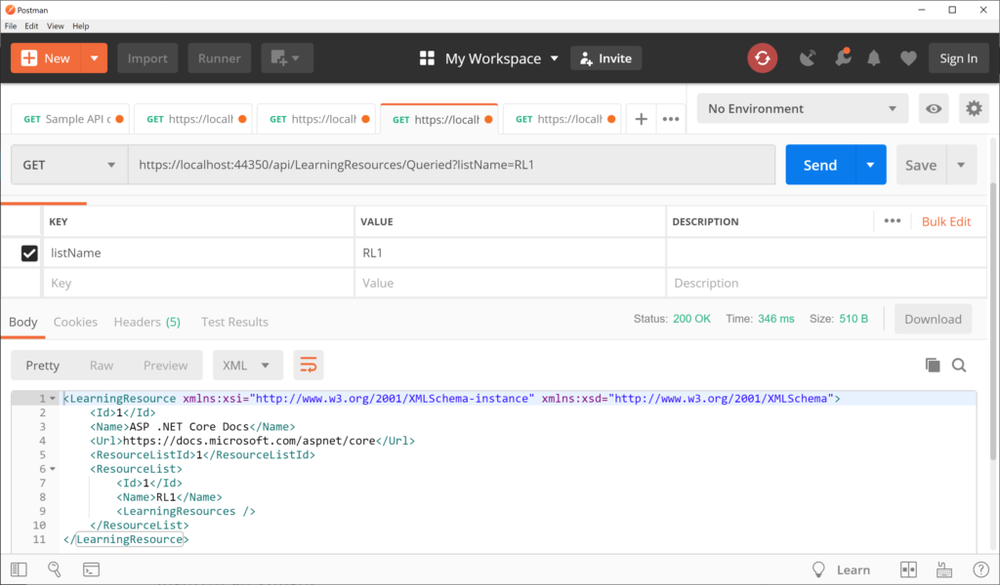 Postman
File Edit View Help
New Import Runner My Workspace Invite Sign In
GET Sample API c GET https://localh GET https://localh GET https://localh GET https://localh No Environment
GET https://localhost:44350/api/LearningResources/Queried?listName=RL1 Send Save
KEY VALUE DESCRIPTION Bulk Edit
listName RL1
Key Value Description
Body Cookies Headers (5) Test Results Status: 200 OK Time: 346 ms Size: 510 B Download
Pretty Raw Preview XML
1 <LearningResource xmlns:xsi="http://www.w3.org/2001/XMLSchema-instance" xmlns:xsd="http://www.w3.org/2001/XMLSchema">
2 <Id>1</Id>
3 <Name>ASP .NET Core Docs</Name>
4 <Url>https://docs.microsoft.com/aspnet/core</Url>
5 <ResourceListId>1</ResourceListId>
6 <ResourceList>
7 <Id>1</Id>
8 <Name>RL1</Name>
9 <LearningResources />
10 </ResourceList>
11 </LearningResource>
Learn